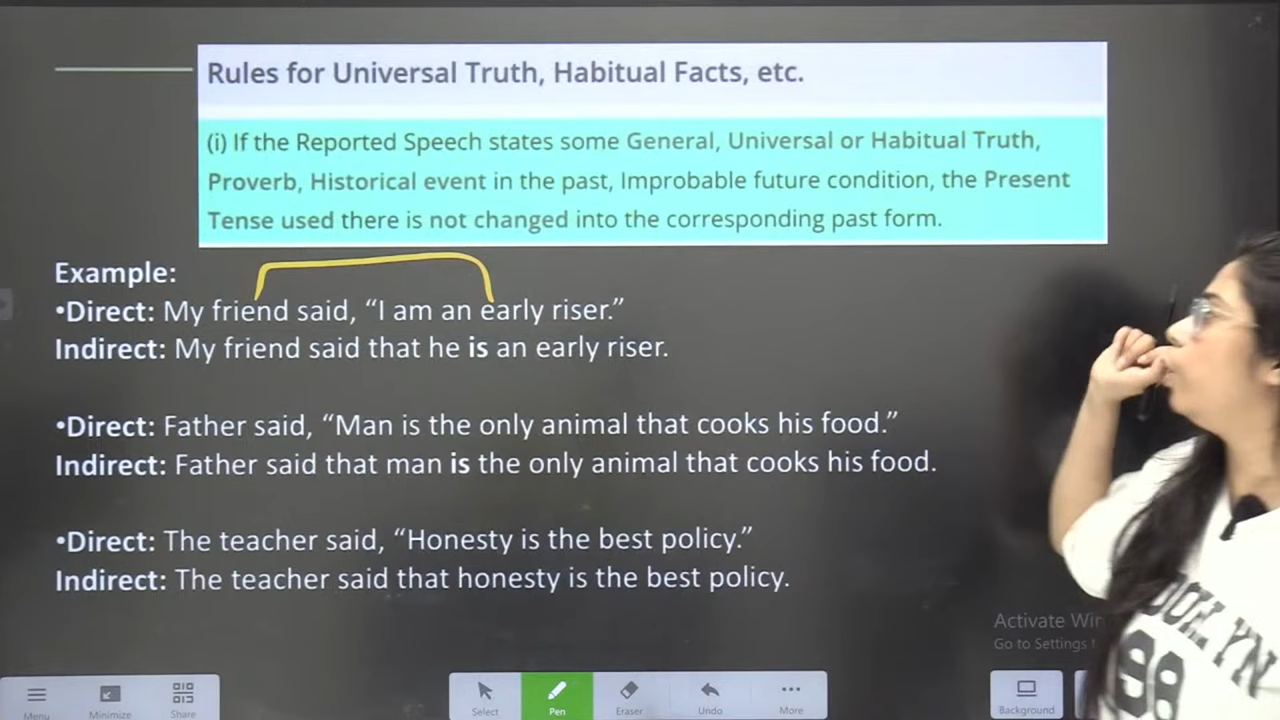 Rules for Universal Truth, Habitual Facts, etc.
(i) If the Reported Speech states some General, Universal or Habitual Truth,
Proverb, Historical event in the past, Improbable future condition, the Present
Tense used there is not changed into the corresponding past form.
Example:
•Direct: My friend said, “I am an early riser.”
Indirect: My friend said that he is an early riser.
•Direct: Father said, “Man is the only animal that cooks his food.”
Indirect: Father said that man is the only animal that cooks his food.
•Direct: The teacher said, “Honesty is the best policy.”
Indirect: The teacher said that honesty is the best policy.
Activate
Go to Settings
Menu
Minimize
Share
Select
Pen
Eraser
Undo
More
Background
98